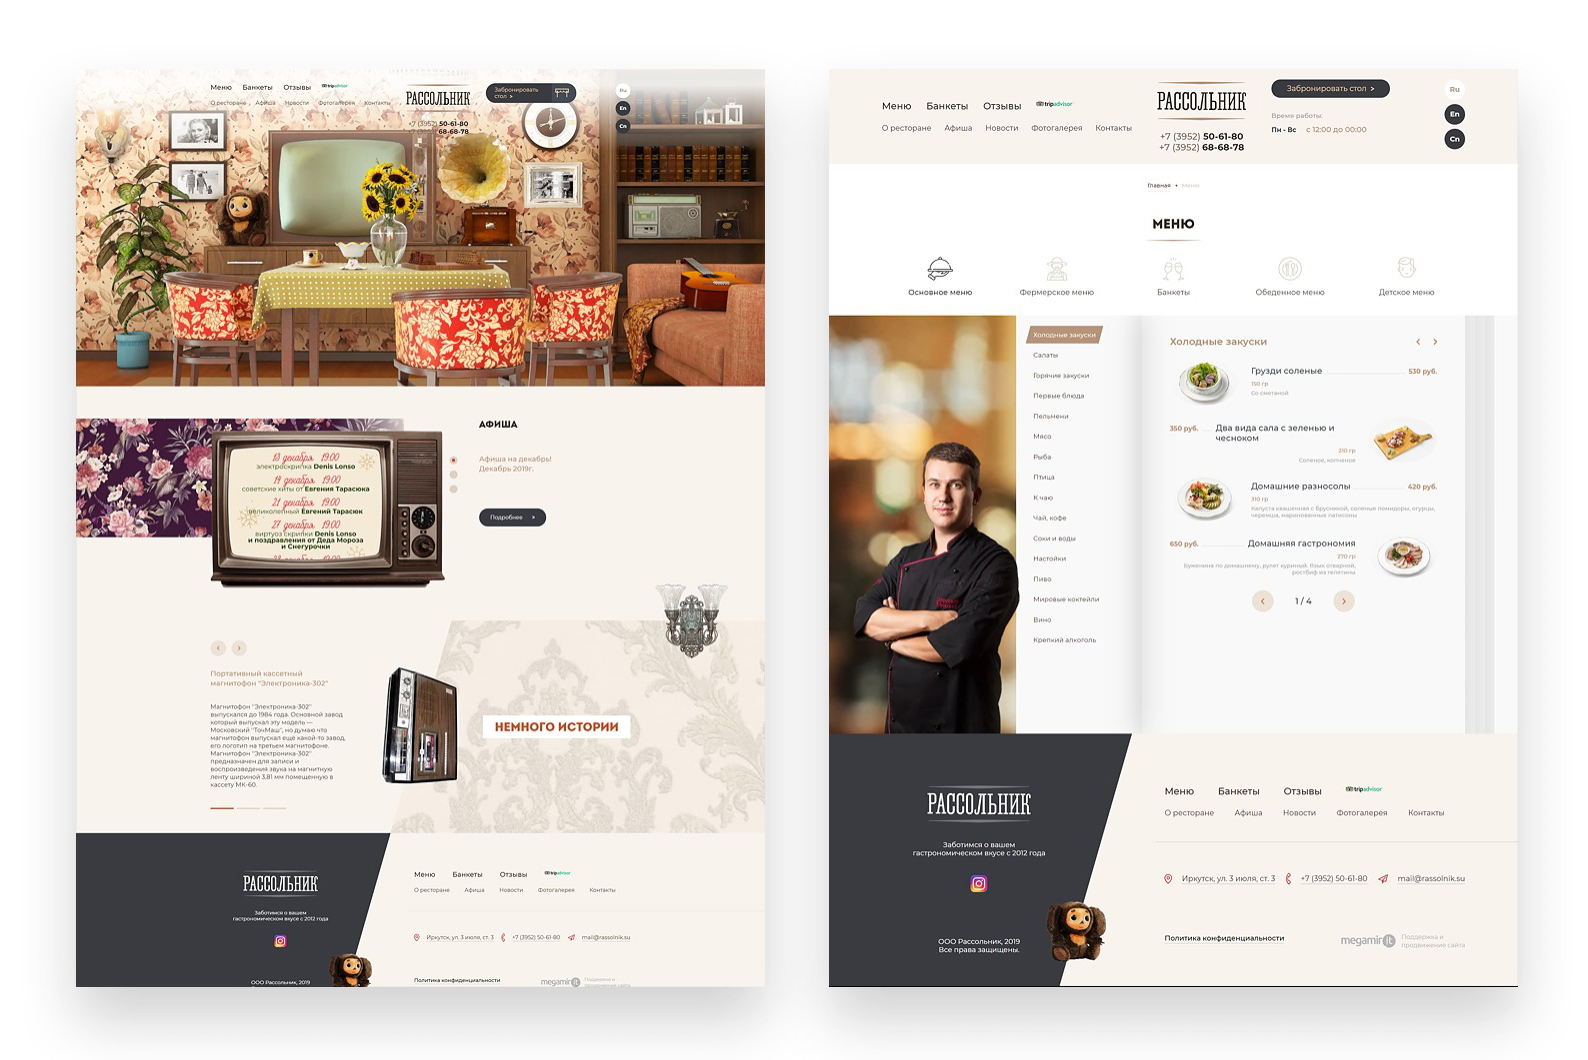 Меню Банкеты Отзывы tripadvisor
О ресторане Афиша Новости Фотогалерея Контакты
РАССОЛЬНИК
+7 (3952) 50-61-80
+7 (3952) 68-68-78
Забронировать
стол >
Ru
En
Cn
13 декабря 19:00
электроскрипка Denis Lonso
14 декабря 19:00
советские хиты от Евгения Тарасюка
21 декабря 19:00
великолепный Евгений Тарасюк
27 декабря 19:00
виртуоз скрипки Denis Lonso
и поздравления от Деда Мороза
и Снегурочки
28 декабря 19:00
АФИША
Афиша на декабрь!
Декабрь 2019г.
Подробнее >
Портативный кассетный
магнитофон "Электроника-302"
Магнитофон "Электроника-302"
выпускался до 1984 года. Основной завод
который выпускал эту модель —
Московский "ТочМаш", но думаю что
магнитофон выпускал ещё какой-то завод,
его логотип на третьем магнитофоне.
Магнитофон "Электроника-302"
предназначен для записи и
воспроизведения звука на магнитную
ленту шириной 3,81 мм помещенную в
кассету МК-60.
НЕМНОГО ИСТОРИИ
РАССОЛЬНИК
Заботимся о вашем
гастрономическом вкусе с 2012 года
ООО Рассольник, 2019
Меню Банкеты Отзывы tripadvisor
О ресторане Афиша Новости Фотогалерея Контакты
Иркутск, ул. 3 июля, ст. 3 +7 (3952) 50-61-80 mail@rassolnik.su
Политика конфиденциальности
megamir it
Поддержка и
продвижение сайта
Меню Банкеты Отзывы tripadvisor
О ресторане Афиша Новости Фотогалерея Контакты
РАССОЛЬНИК
+7 (3952) 50-61-80
+7 (3952) 68-68-78
Забронировать стол >
Время работы:
Пн - Вс с 12:00 до 00:00
Ru
En
Cn
Главная • Меню
МЕНЮ
Основное меню
Фермерское меню
Банкеты
Обеденное меню
Детское меню
Холодные закуски
Салаты
Горячие закуски
Первые блюда
Пельмени
Мясо
Рыба
Птица
К чаю
Чай, кофе
Соки и воды
Настойки
Пиво
Мировые коктейли
Вино
Крепкий алкоголь
Холодные закуски
Грузди соленые 530 руб.
150 гр
Со сметаной
350 руб. Два вида сала с зеленью и
чесноком
210 гр
Соленое, копченое
Домашние разносолы 420 руб.
310 гр
Капуста квашенная с брусникой, соленые помидоры, огурцы,
черемша, маринованные патисоны
650 руб. Домашняя гастрономия
270 гр
Буженина по домашнему, рулет куриный, Язык отварной,
ростбиф из телятины
1 / 4
РАССОЛЬНИК
Заботимся о вашем
гастрономическом вкусе с 2012 года
ООО Рассольник, 2019
Все права защищены.
Меню Банкеты Отзывы tripadvisor
О ресторане Афиша Новости Фотогалерея Контакты
Иркутск, ул. 3 июля, ст. 3 +7 (3952) 50-61-80 mail@rassolnik.su
Политика конфиденциальности
megamir it
Поддержка и
продвижение сайта